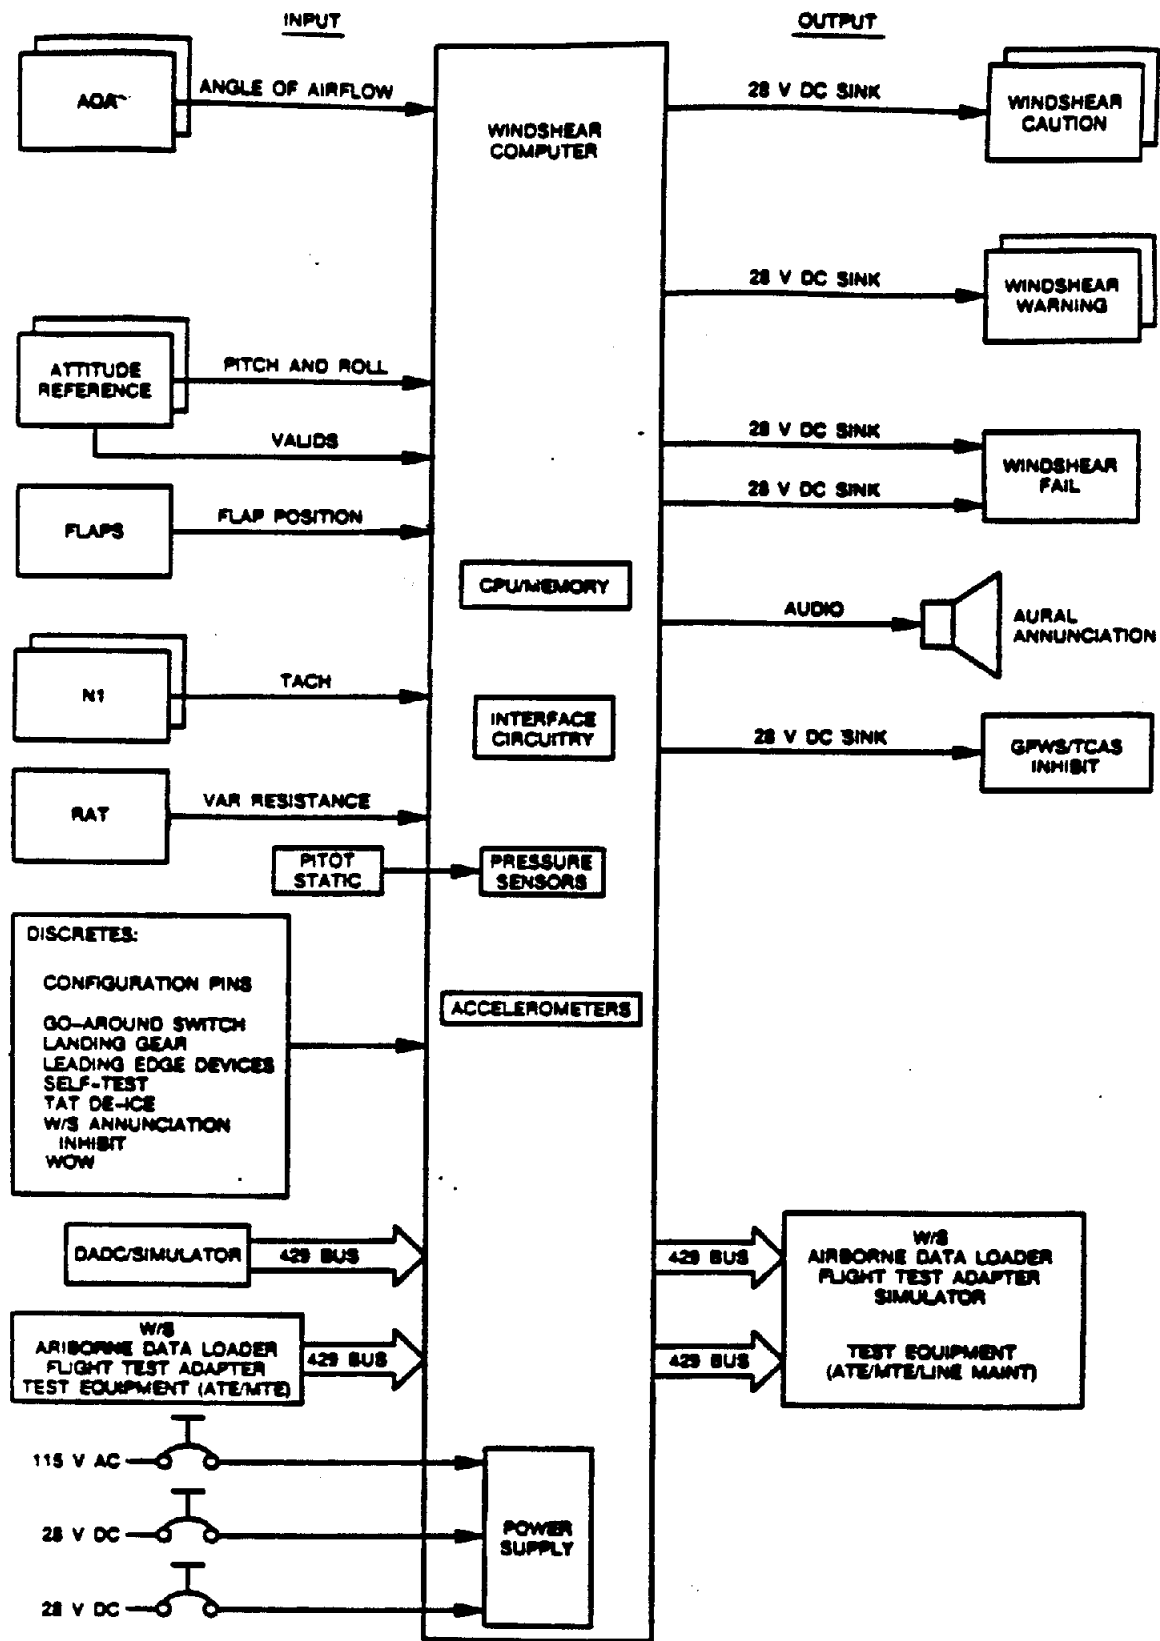 INPUT
OUTPUT
AOA
ANGLE OF AIRFLOW
WINDSHEAR
COMPUTER
28 V DC SINK
WINDSHEAR
CAUTION
28 V DC SINK
WINDSHEAR
WARNING
ATTITUDE
REFERENCE
PITCH AND ROLL
VALIDS
28 V DC SINK
28 V DC SINK
WINDSHEAR
FAIL
FLAPS
FLAP POSITION
CPU/MEMORY
AUDIO
AURAL
ANNUNCIATION
N1
TACH
INTERFACE
CIRCUITRY
28 V DC SINK
GPWS/TCAS
INHIBIT
RAT
VAR RESISTANCE
PITOT
STATIC
PRESSURE
SENSORS
DISCRETES:
CONFIGURATION PINS
GO-AROUND SWITCH
LANDING GEAR
LEADING EDGE DEVICES
SELF-TEST
TAT DE-ICE
W/S ANNUNCIATION
INHIBIT
WOW
ACCELEROMETERS
DADC/SIMULATOR
429 BUS
W/S
ARIBORNE DATA LOADER
FLIGHT TEST ADAPTER
TEST EQUIPMENT (ATE/MTE)
429 BUS
429 BUS
429 BUS
W/S
AIRBORNE DATA LOADER
FLIGHT TEST ADAPTER
SIMULATOR
TEST EQUIPMENT
(ATE/MTE/LINE MAINT)
115 V AC
28 V DC
28 V DC
POWER
SUPPLY